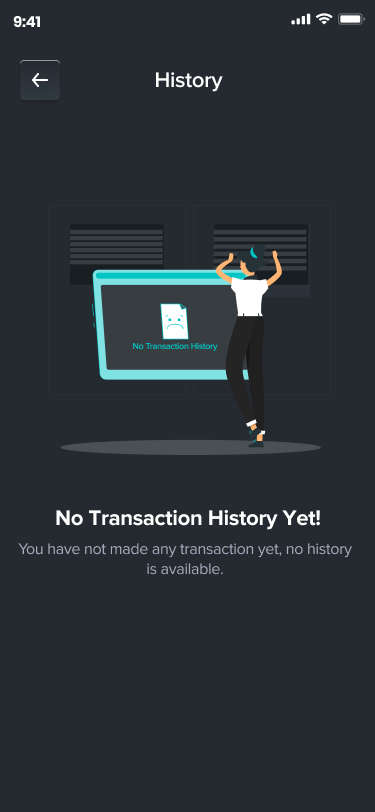 9:41
History
No Transaction History
No Transaction History Yet!
You have not made any transaction yet, no history
is available.